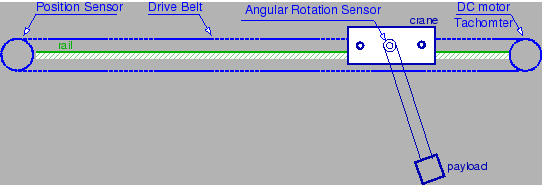 Position Sensor
Drive Belt
Angular Rotation Sensor
DC motor
Tachomter
crane
rail
payload